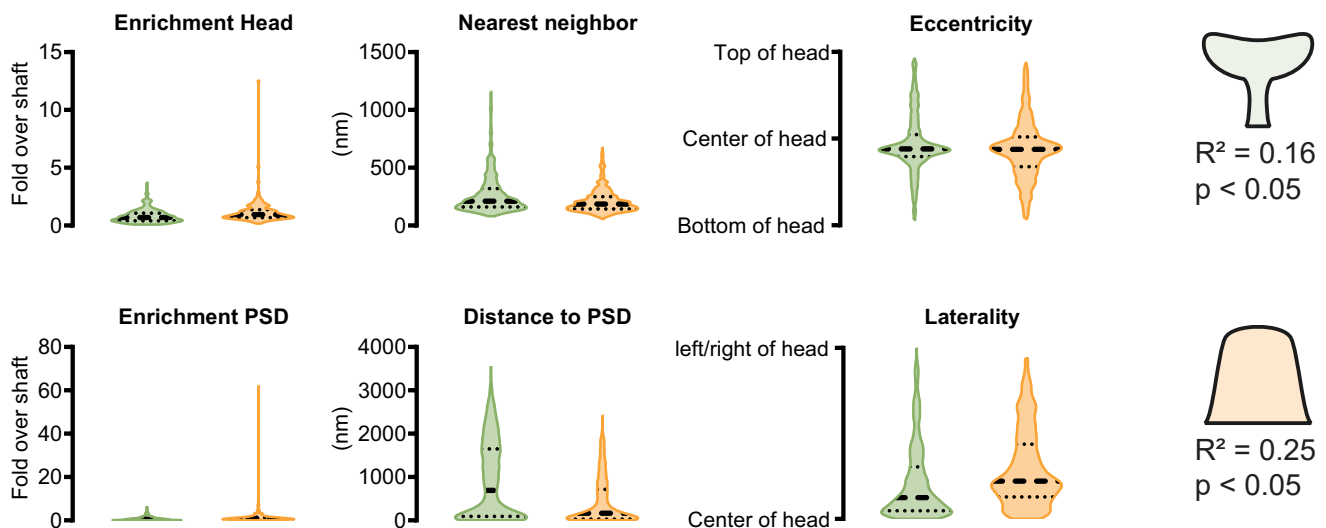 Enrichment Head
Fold over shaft
15
10
5
0
Nearest neighbor
(nm)
1500
1000
500
0
Eccentricity
Top of head
Center of head
Bottom of head
R² = 0.16
p < 0.05
Enrichment PSD
Fold over shaft
80
60
40
20
0
Distance to PSD
(nm)
4000
3000
2000
1000
0
Laterality
left/right of head
Center of head
R² = 0.25
p < 0.05